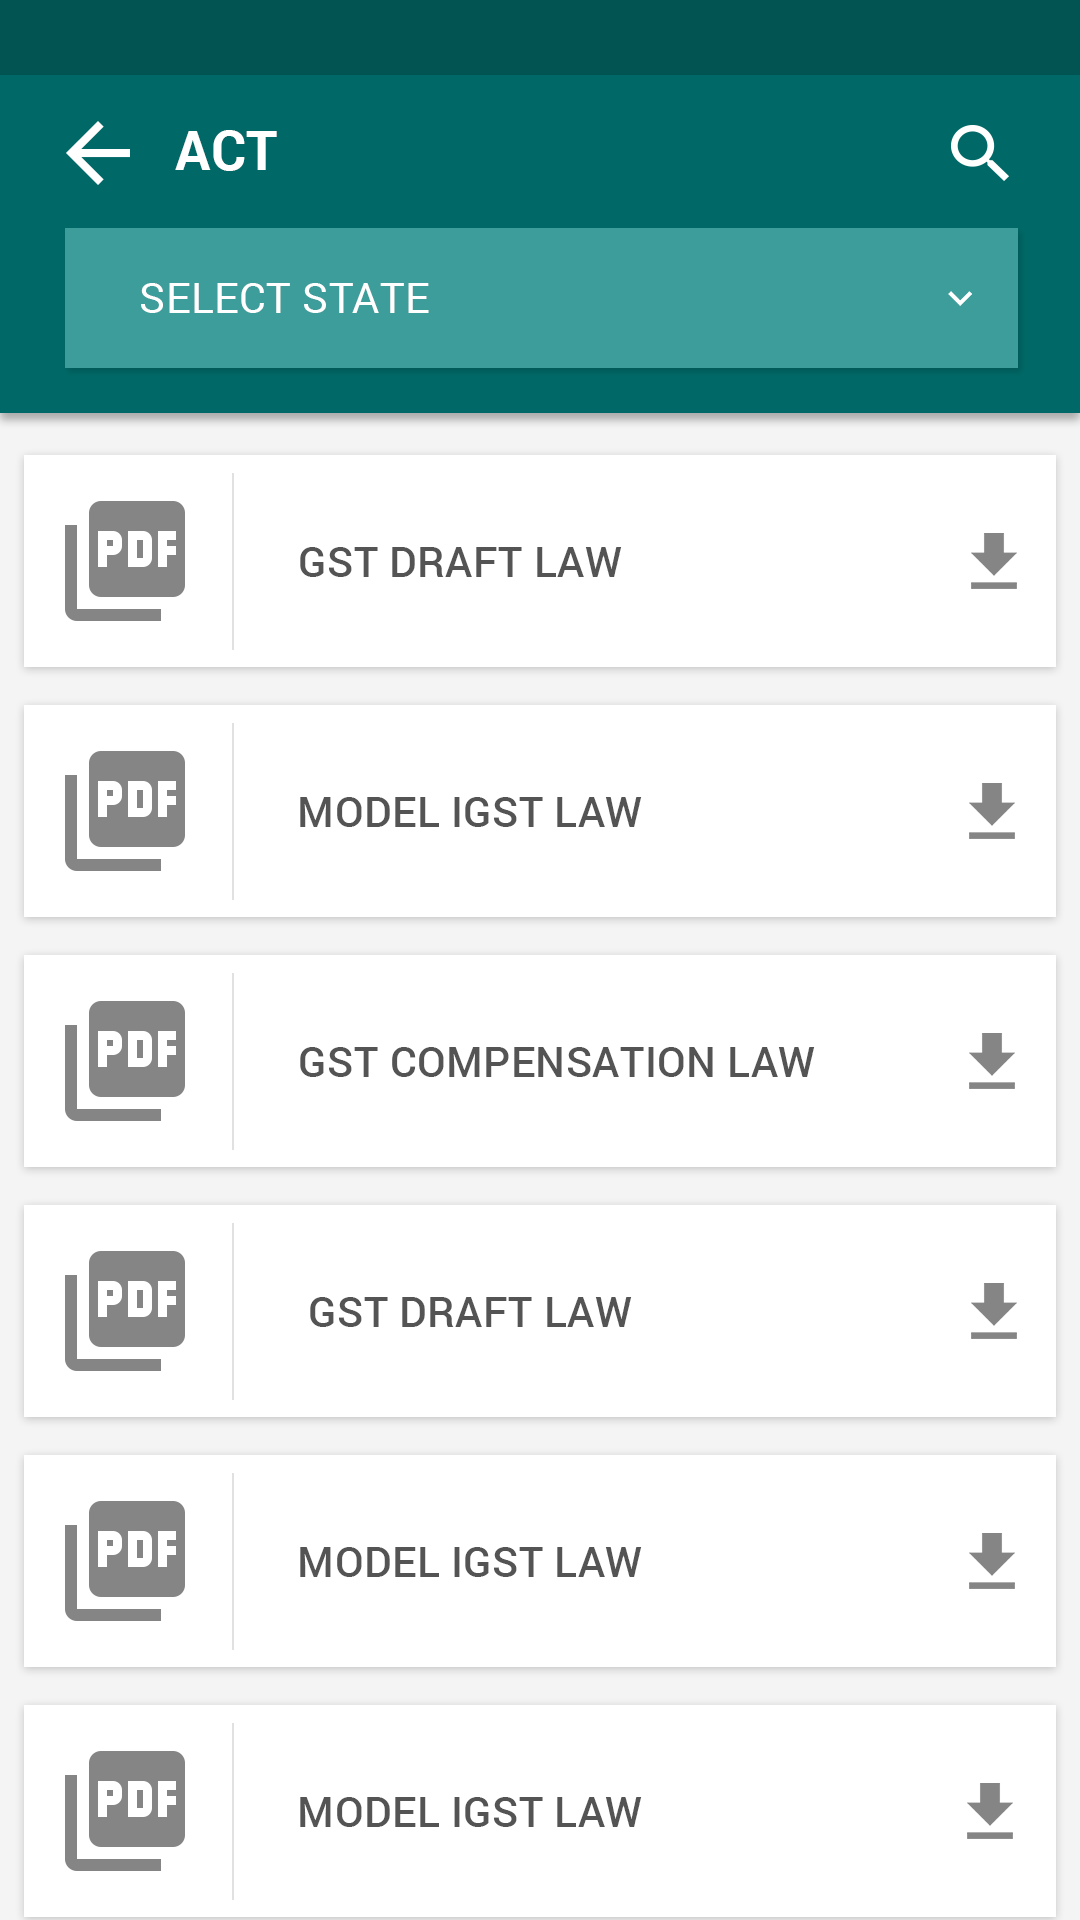 ACT
SELECT STATE
PDF
GST DRAFT LAW
PDF
MODEL IGST LAW
PDF
GST COMPENSATION LAW
PDF
GST DRAFT LAW
PDF
MODEL IGST LAW
PDF
MODEL IGST LAW